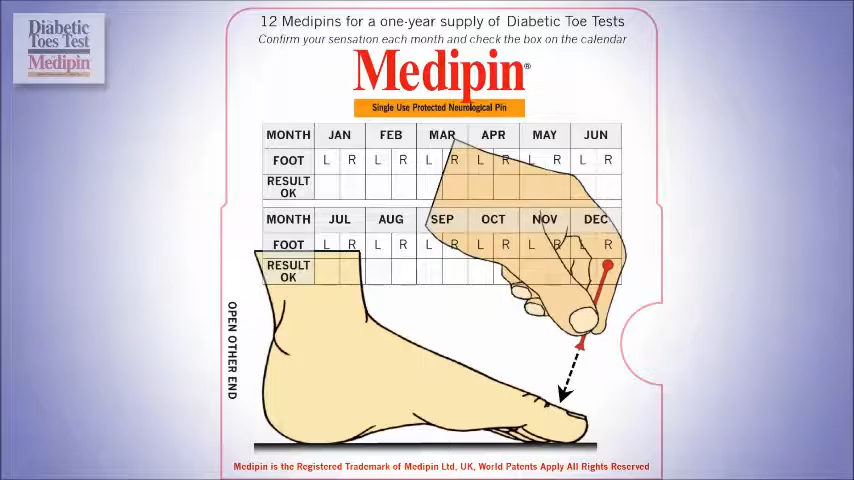 Diabetic
Toes Test
Medipin
12 Medipins for a one-year supply of Diabetic Toe Tests
Confirm your sensation each month and check the box on the calendar
Medipin®
Single Use Protected Neurological Pin
MONTH JAN FEB MAR APR MAY JUN
FOOT L R L R L R L R L R L R
RESULT OK
MONTH JUL AUG SEP OCT NOV DEC
FOOT L R L R L R L R L R L R
RESULT OK
OPEN OTHER END
Medipin is the Registered Trademark of Medipin Ltd, UK, World Patents Apply All Rights Reserved